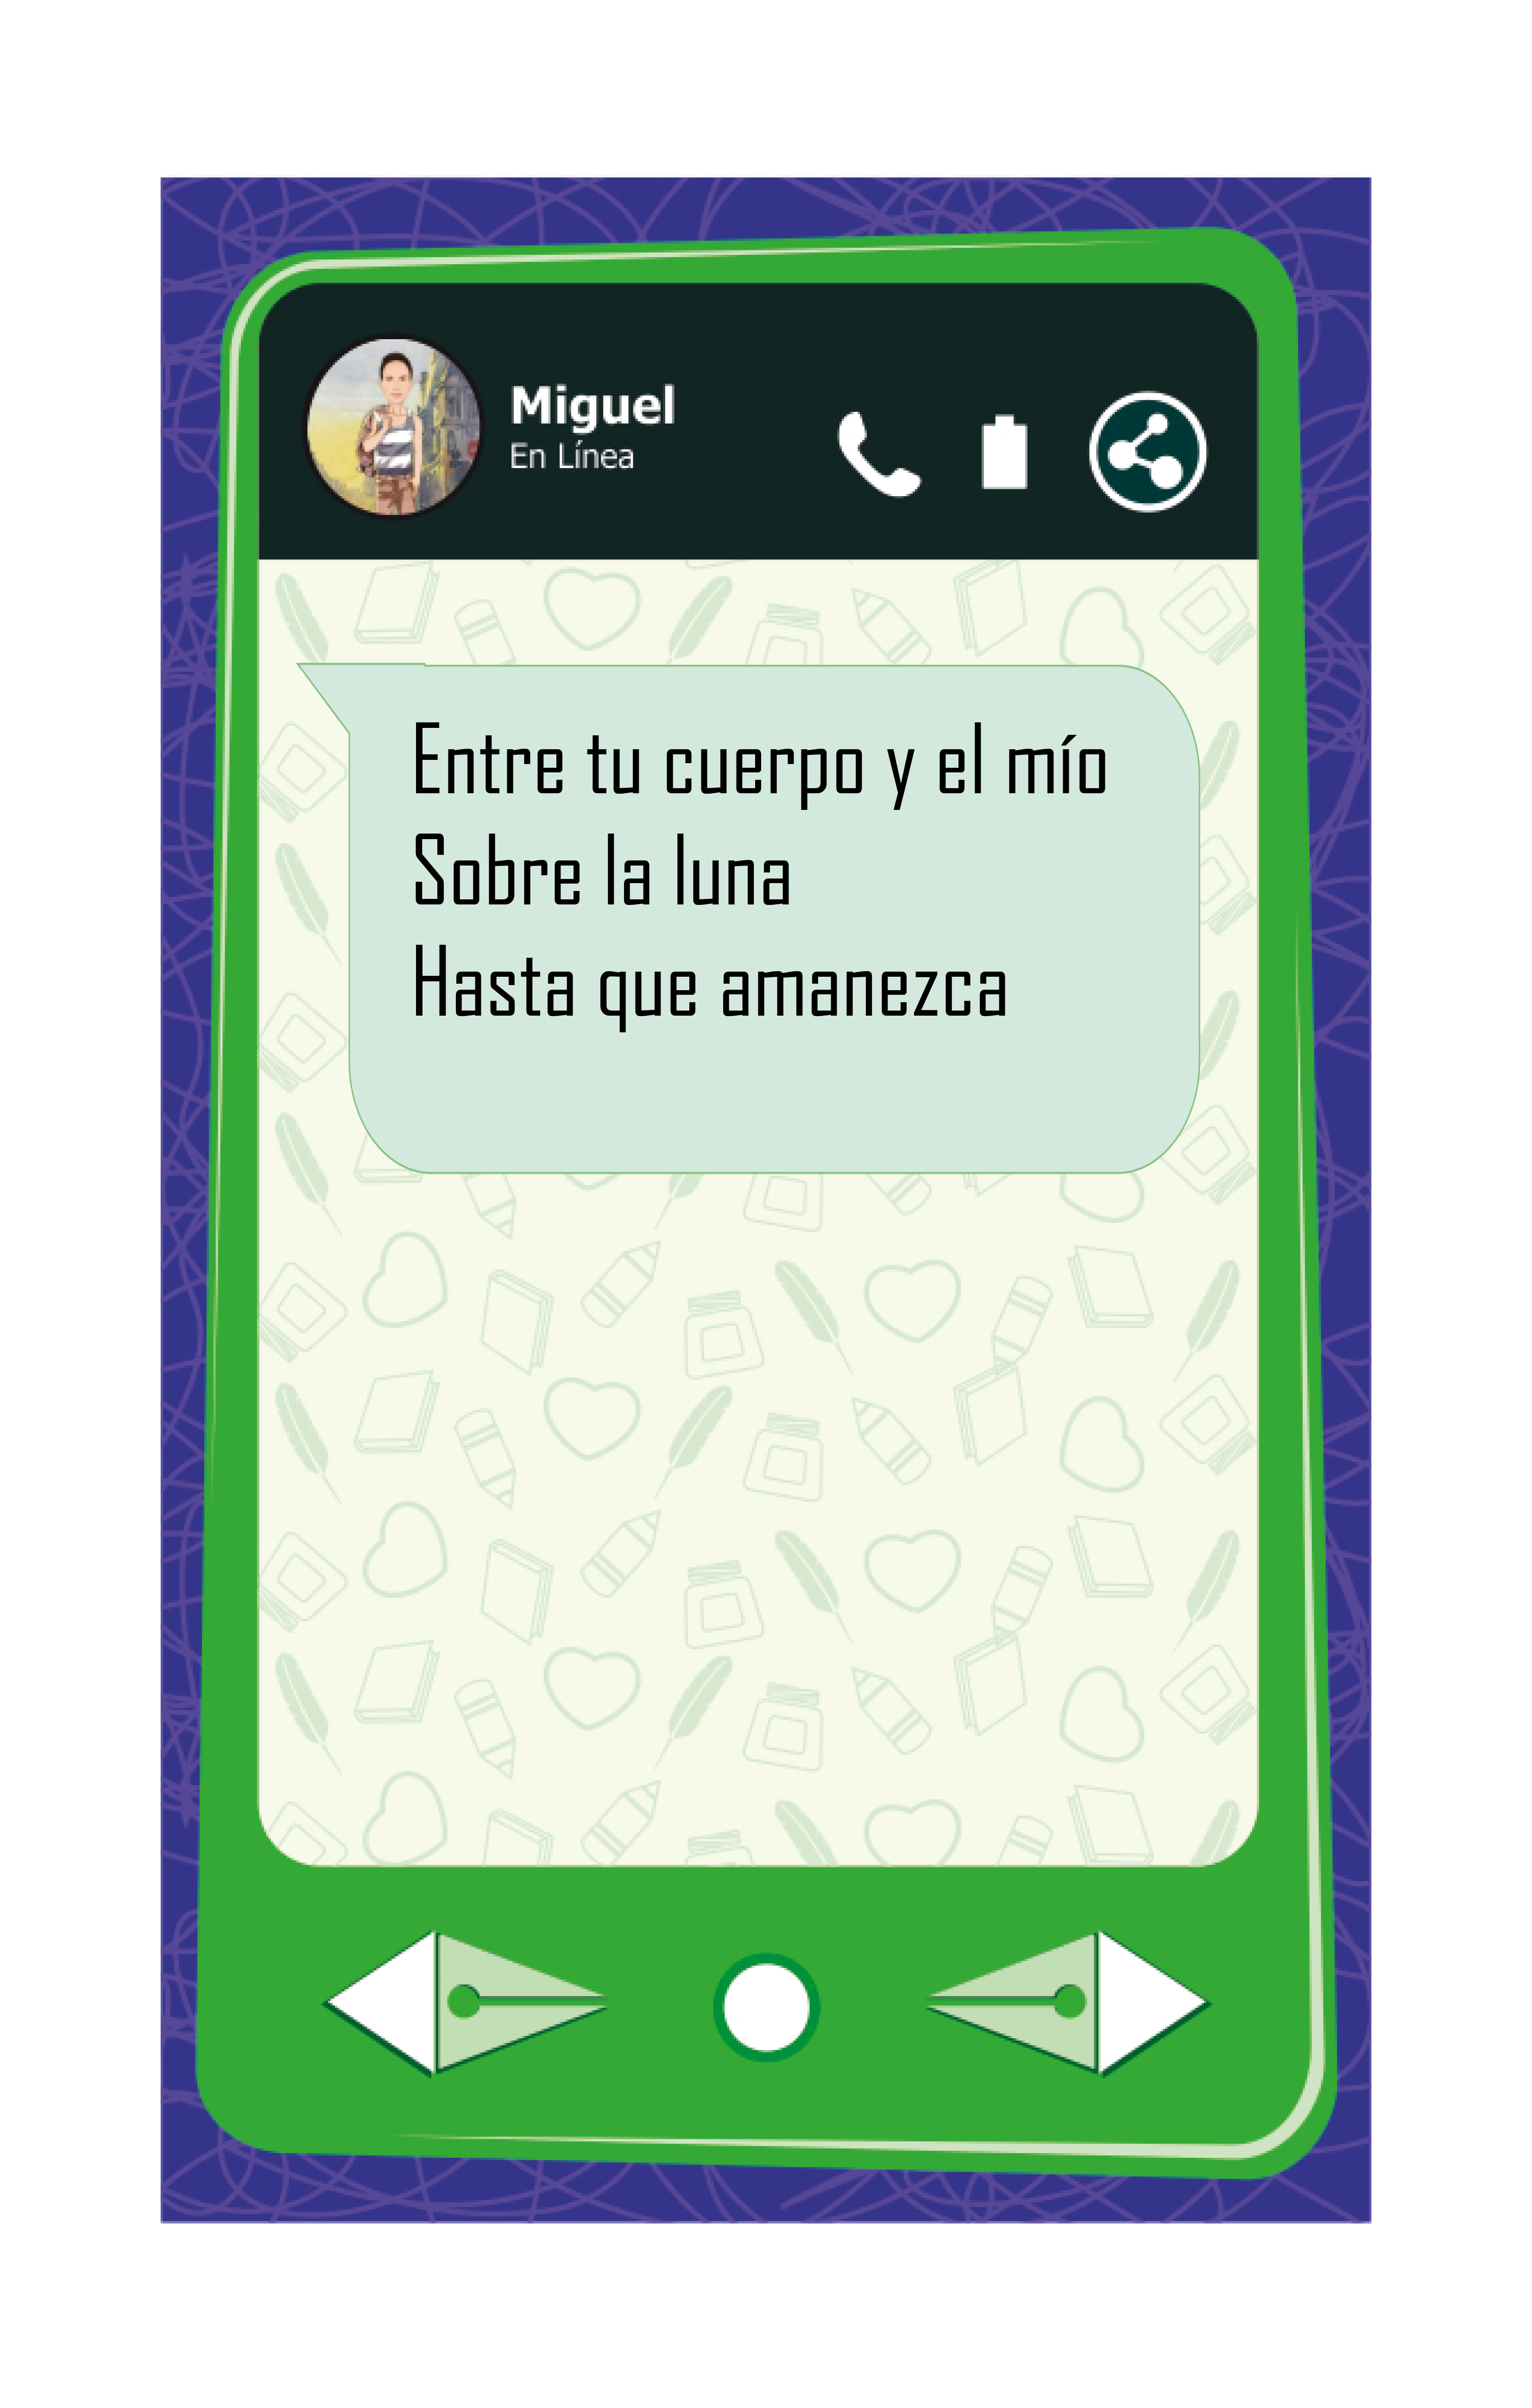 Miguel
En Línea
Entre tu cuerpo y el mío
Sobre la luna
Hasta que amanezca